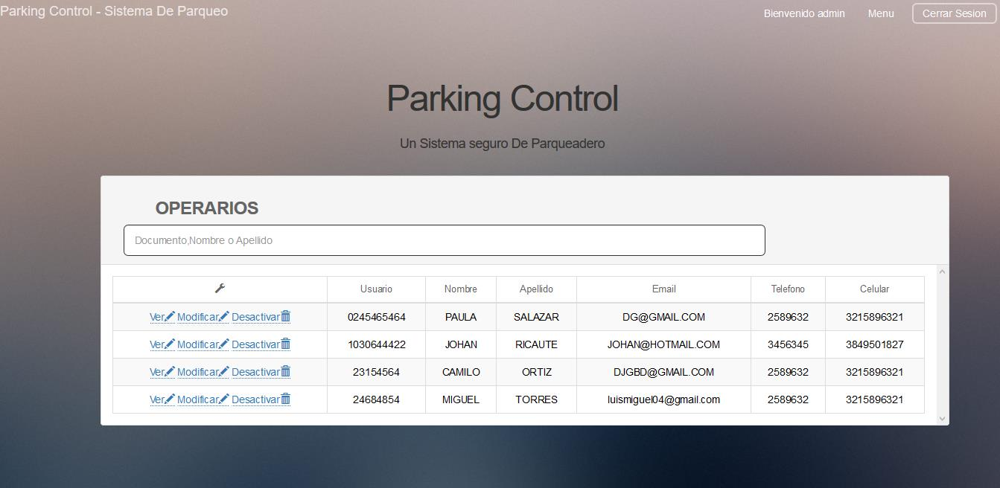 Parking Control - Sistema De Parqueo
Bienvenido admin Menu Cerrar Sesion
Parking Control
Un Sistema seguro De Parqueadero
OPERARIOS
Documento,Nombre o Apellido
Usuario Nombre Apellido Email Telefono Celular
Ver Modificar Desactivar 0245465464 PAULA SALAZAR DG@GMAIL.COM 2589632 3215896321
Ver Modificar Desactivar 1030644422 JOHAN RICAUTE JOHAN@HOTMAIL.COM 3456345 3849501827
Ver Modificar Desactivar 23154564 CAMILO ORTIZ DJGBD@GMAIL.COM 2589632 3215896321
Ver Modificar Desactivar 24684854 MIGUEL TORRES luismiguel04@gmail.com 2589632 3215896321